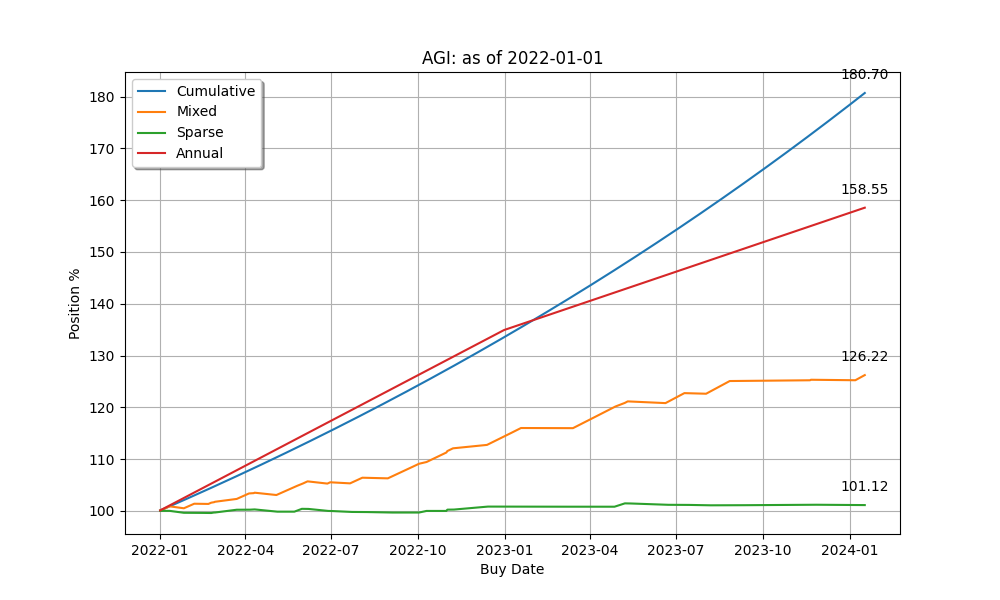 AGI: as of 2022-01-01
180.70
158.55
126.22
101.12
Cumulative
Mixed
Sparse
Annual
Position %
180
170
160
150
140
130
120
110
100
2022-01 2022-04 2022-07 2022-10 2023-01 2023-04 2023-07 2023-10 2024-01
Buy Date